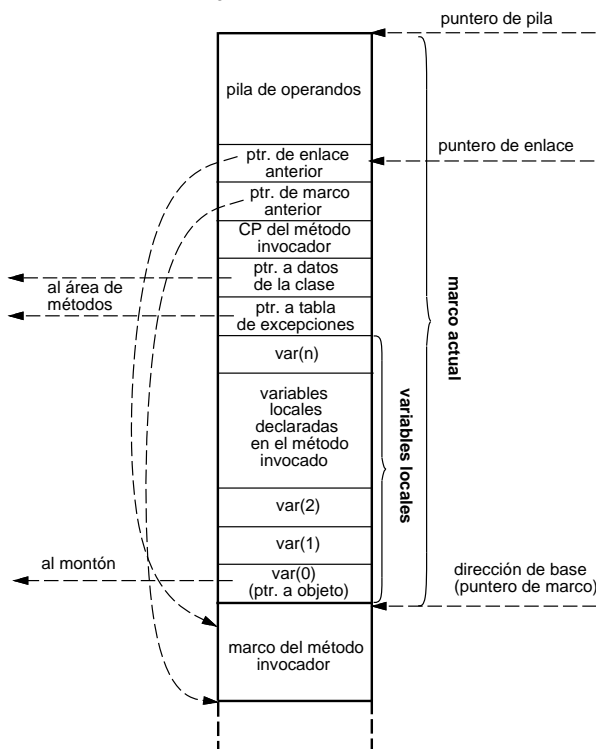 puntero de pila
pila de operandos
puntero de enlace
ptr. de enlace
anterior
ptr. de marco
anterior
CP del método
invocador
al área de
métodos
ptr. a datos
de la clase
ptr. a tabla
de excepciones
marco actual
var(n)
variables
locales
declaradas
en el método
invocado
variables locales
var(2)
var(1)
al montón
var(0)
(ptr. a objeto)
dirección de base
(puntero de marco)
marco del método
invocador